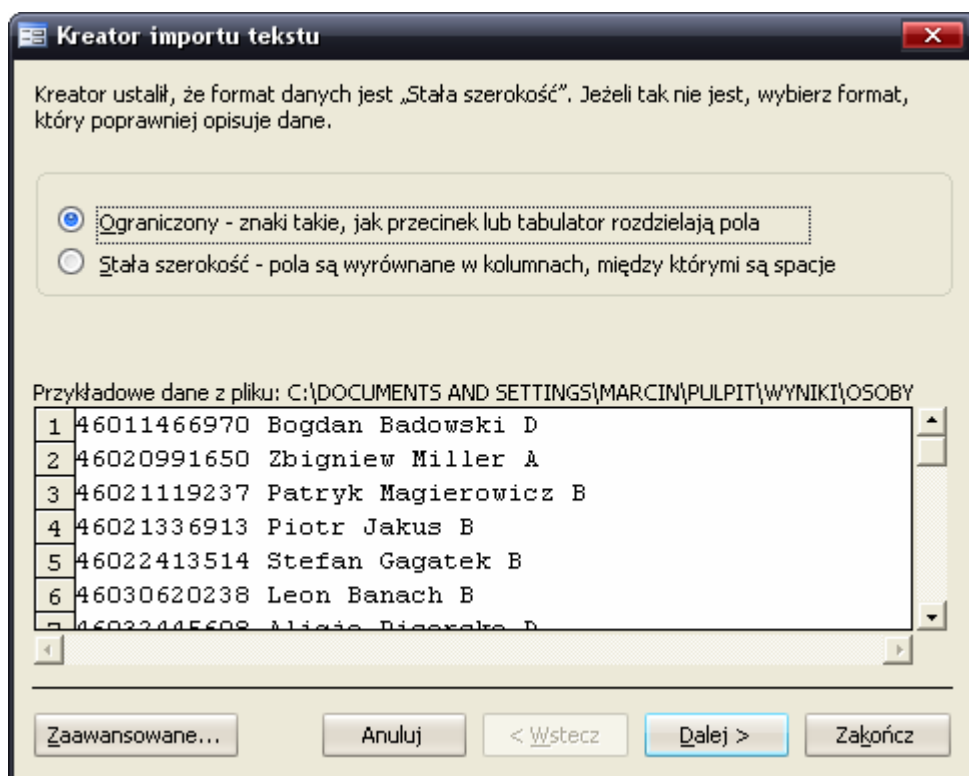 Kreator importu tekstu
Kreator ustalił, że format danych jest „Stała szerokość”. Jeżeli tak nie jest, wybierz format,
który poprawniej opisuje dane.
Ograniczony - znaki takie, jak przecinek lub tabulator rozdzielają pola
Stała szerokość - pola są wyrównane w kolumnach, między którymi są spacje
Przykładowe dane z pliku: C:\DOCUMENTS AND SETTINGS\MARCIN\PULPIT\WYNIKI\OSOBY
1 46011466970 Bogdan Badowski D
2 46020991650 Zbigniew Miller A
3 46021119237 Patryk Magierowicz B
4 46021336913 Piotr Jakus B
5 46022413514 Stefan Gagatek B
6 46030620238 Leon Banach B
Zaawansowane... Anuluj < Wstecz Dalej > Zakończ